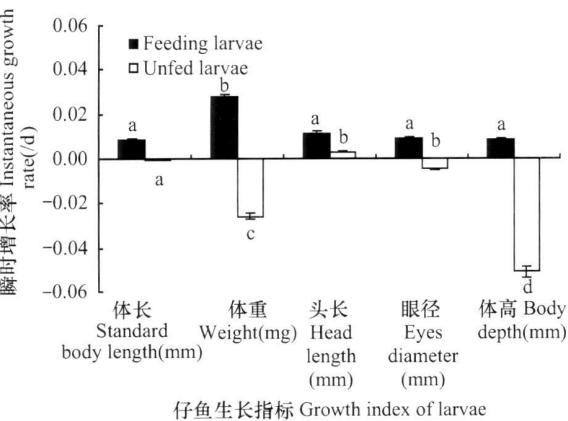 瞬时增长率 Instantaneous growth
rate(/d)
0.06
0.04
0.02
0.00
−0.02
−0.04
−0.06
Feeding larvae
Unfed larvae
a
a
b
c
a
b
a
b
a
d
体长
Standard
body length(mm)
体重
Weight(mg)
头长
Head
length
(mm)
眼径
Eyes
diameter
(mm)
体高 Body
depth(mm)
仔鱼生长指标 Growth index of larvae